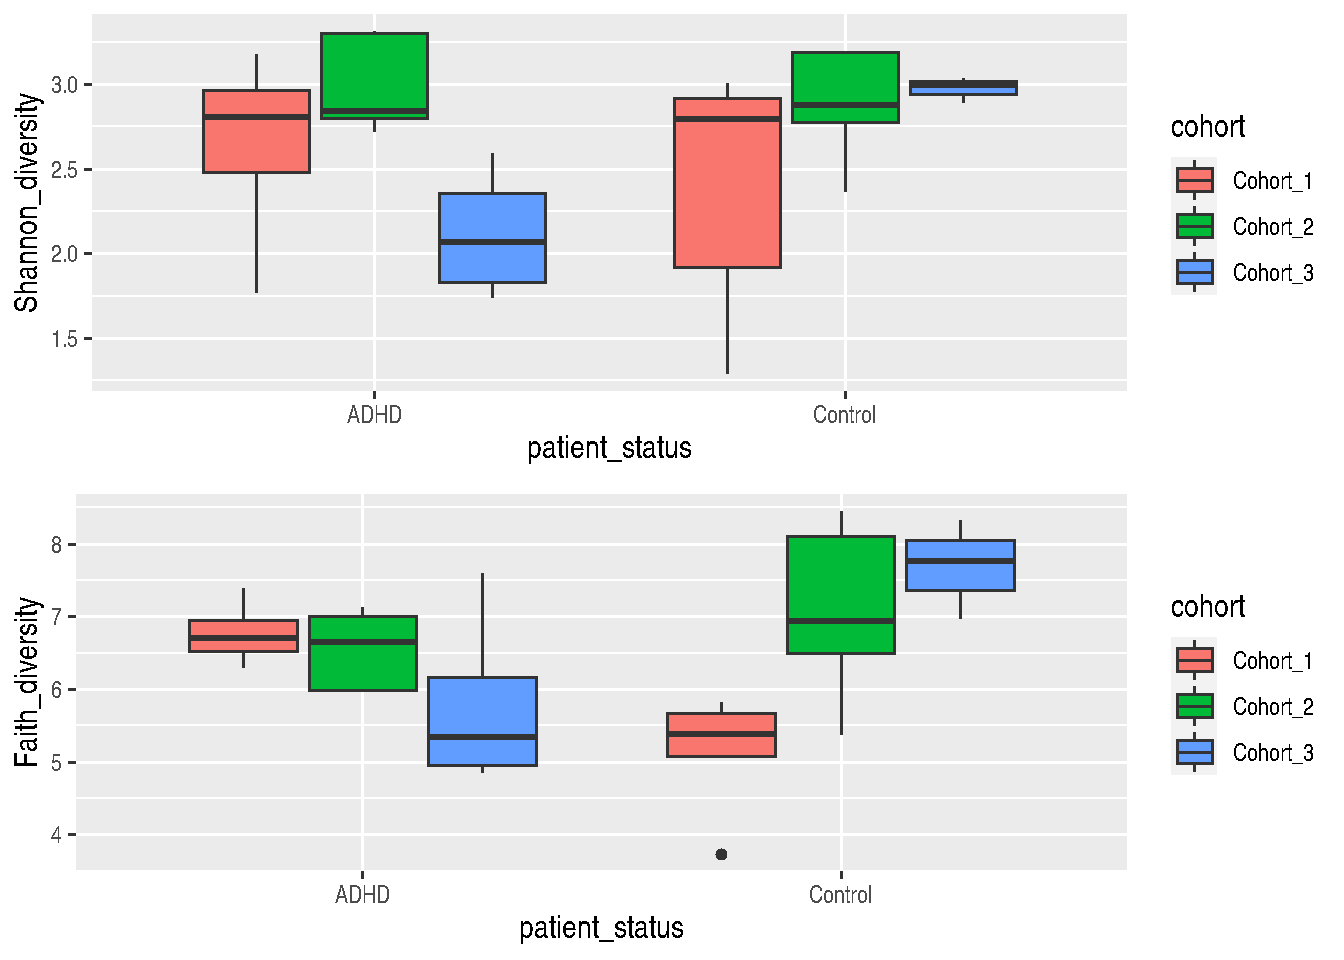 Shannon_diversity
3.0
2.5
2.0
1.5
ADHD Control
patient_status
cohort
Cohort_1
Cohort_2
Cohort_3
Faith_diversity
8
7
6
5
4
ADHD Control
patient_status
cohort
Cohort_1
Cohort_2
Cohort_3